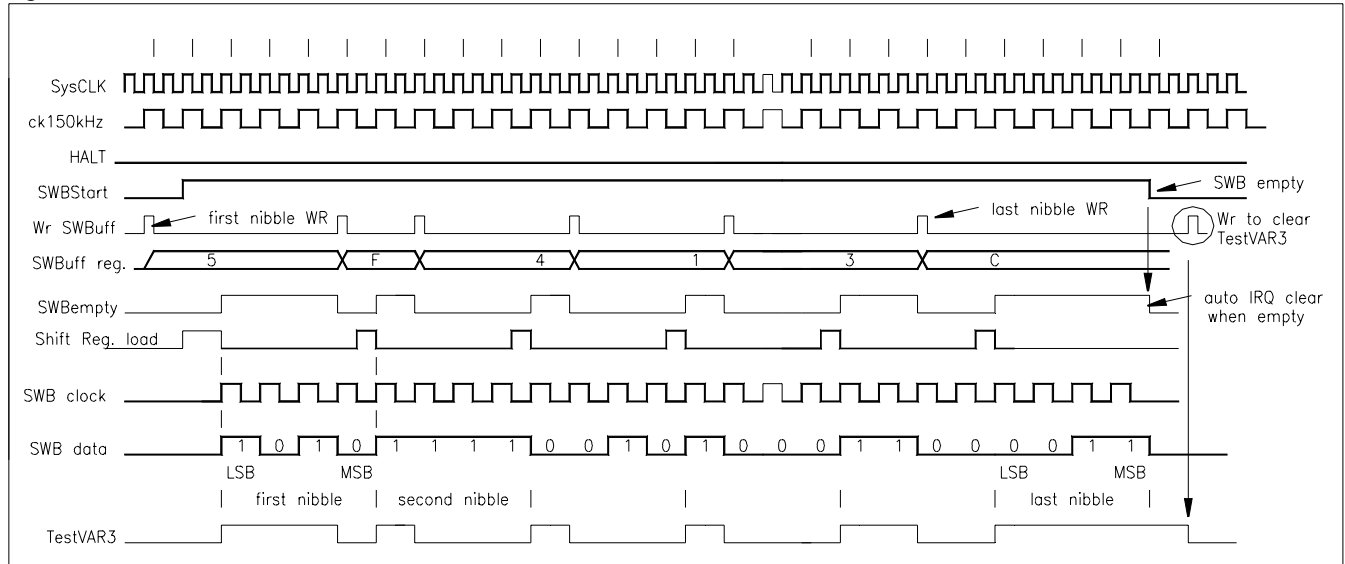 SysCLK
ck150kHz
HALT
SWBStart
SWB empty
Wr SWBuff
first nibble WR
last nibble WR
Wr to clear
TestVAR3
SWBuff reg.
5 F 4 1 3 C
SWBempty
auto IRQ clear
when empty
Shift Reg. load
SWB clock
SWB data
1 0 1 0 1 1 1 1 0 0 1 0 1 0 0 0 1 1 0 0 0 0 1 1
LSB MSB LSB MSB
first nibble second nibble last nibble
TestVAR3